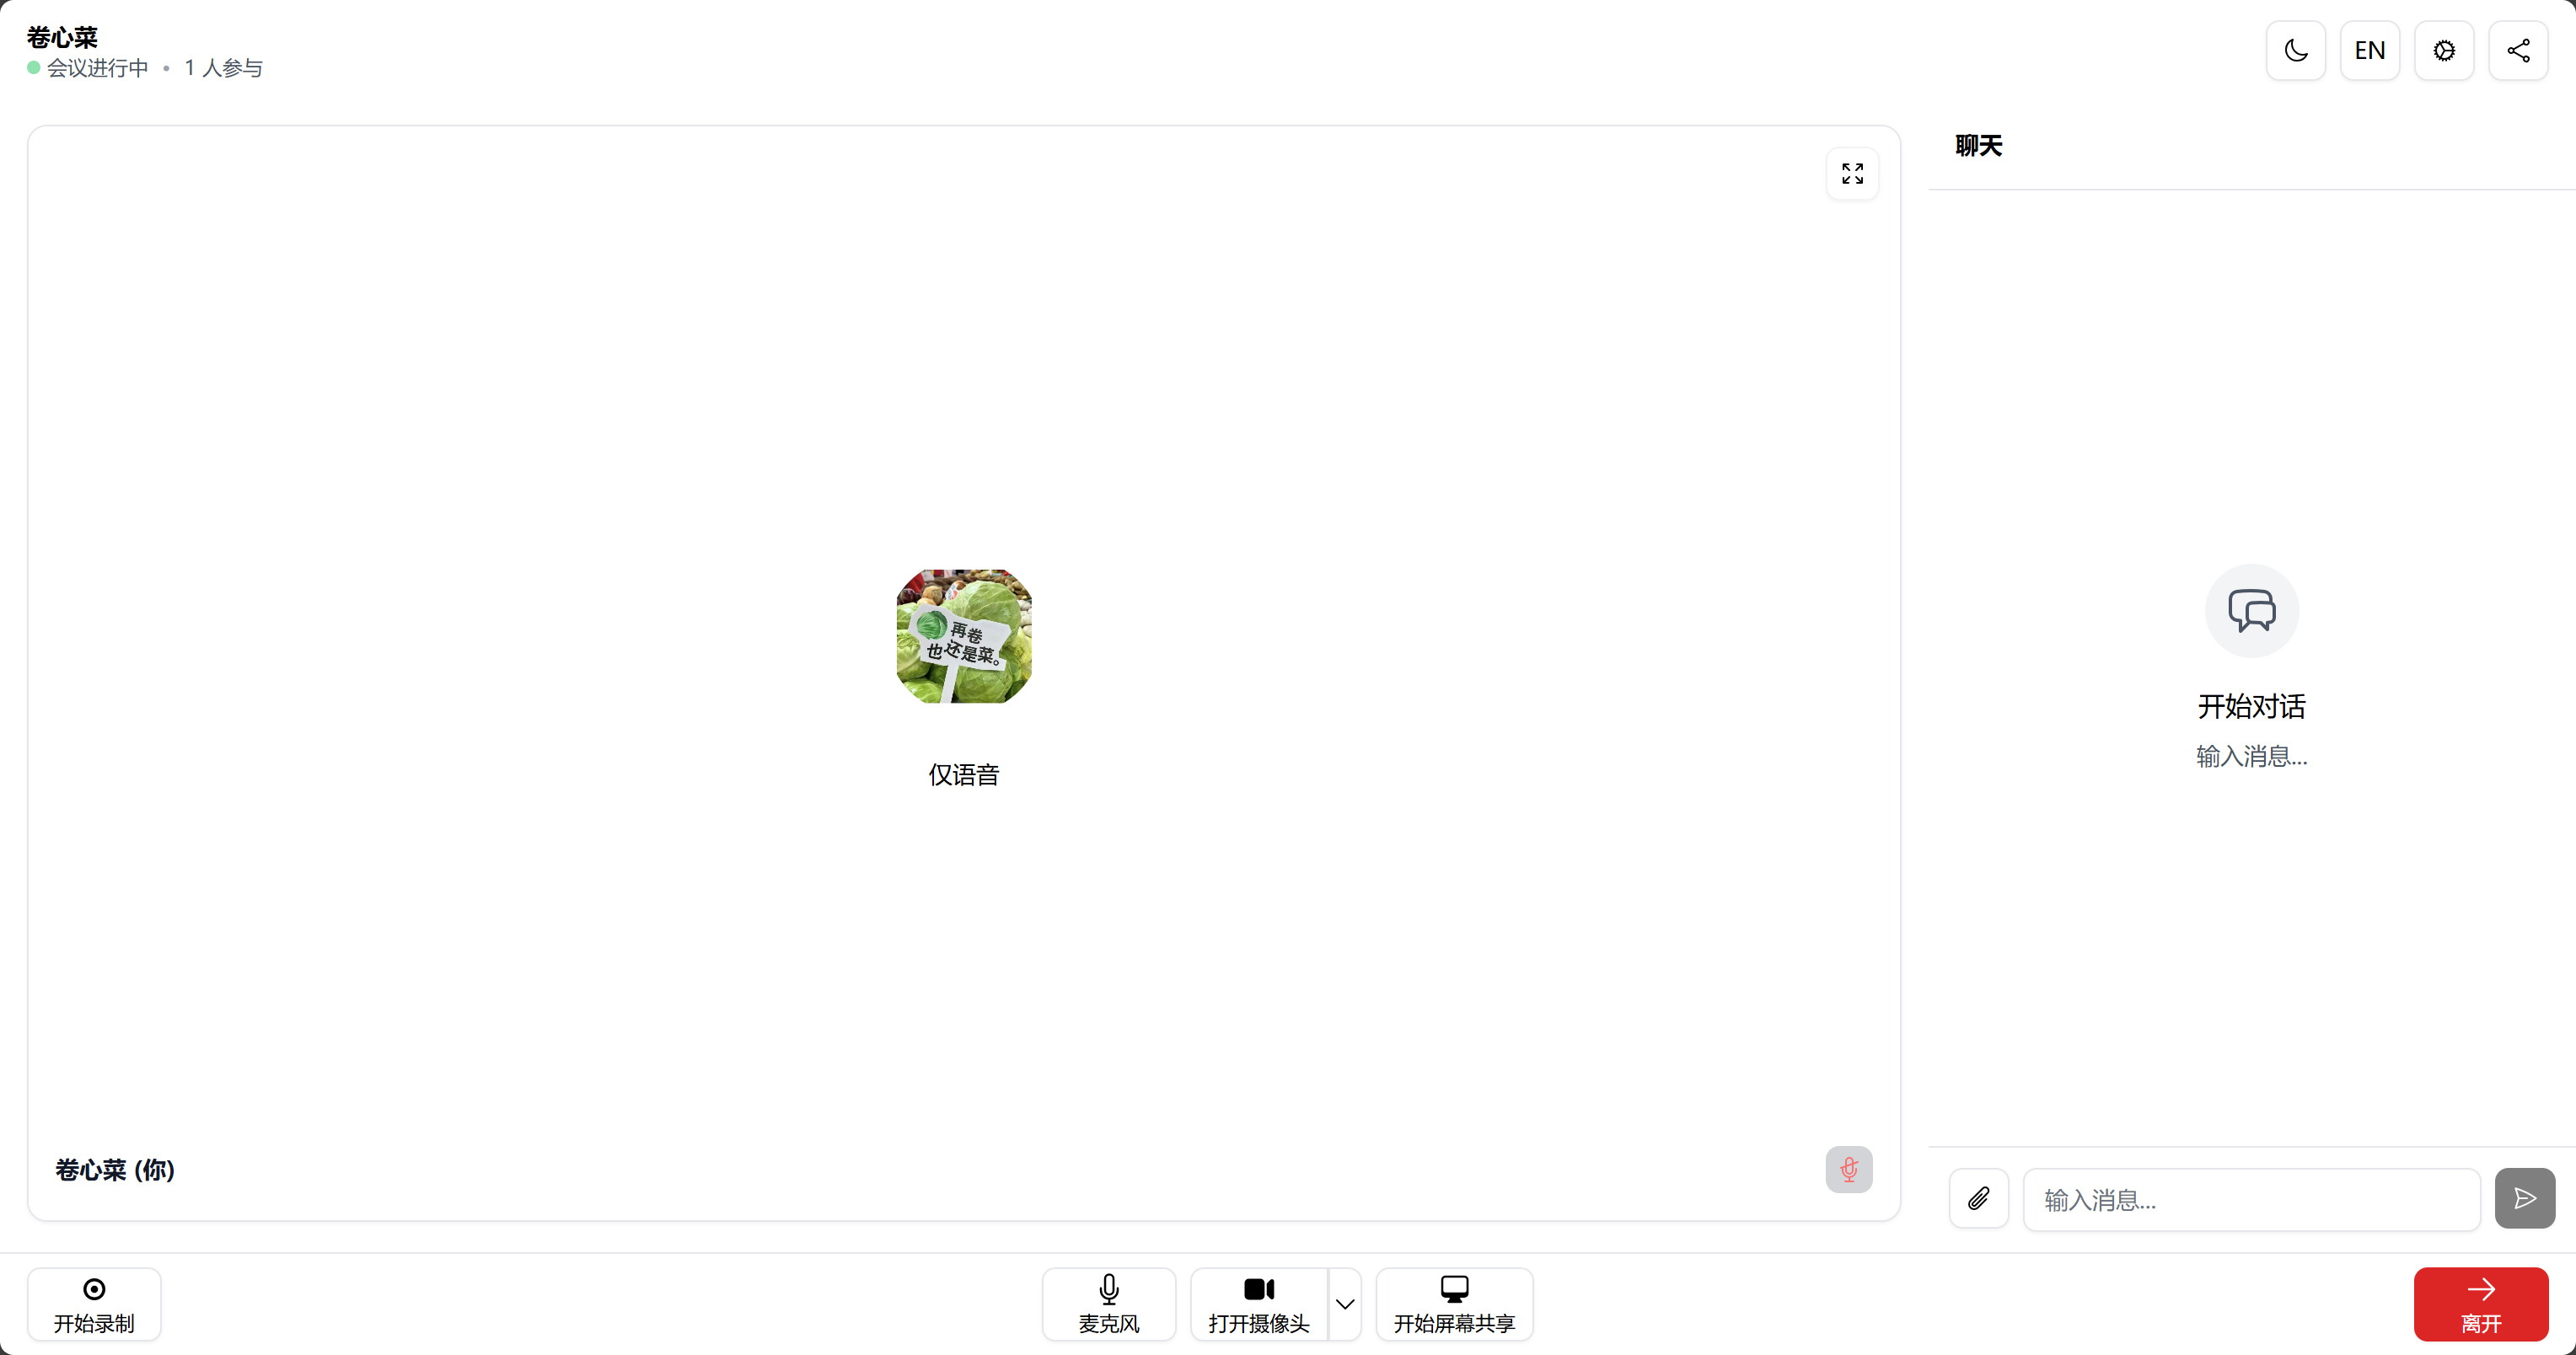 卷心菜
会议进行中 • 1 人参与
EN
聊天
再卷
也还是菜。
仅语音
开始对话
输入消息...
卷心菜 (你)
输入消息...
开始录制
麦克风
打开摄像头
开始屏幕共享
离开